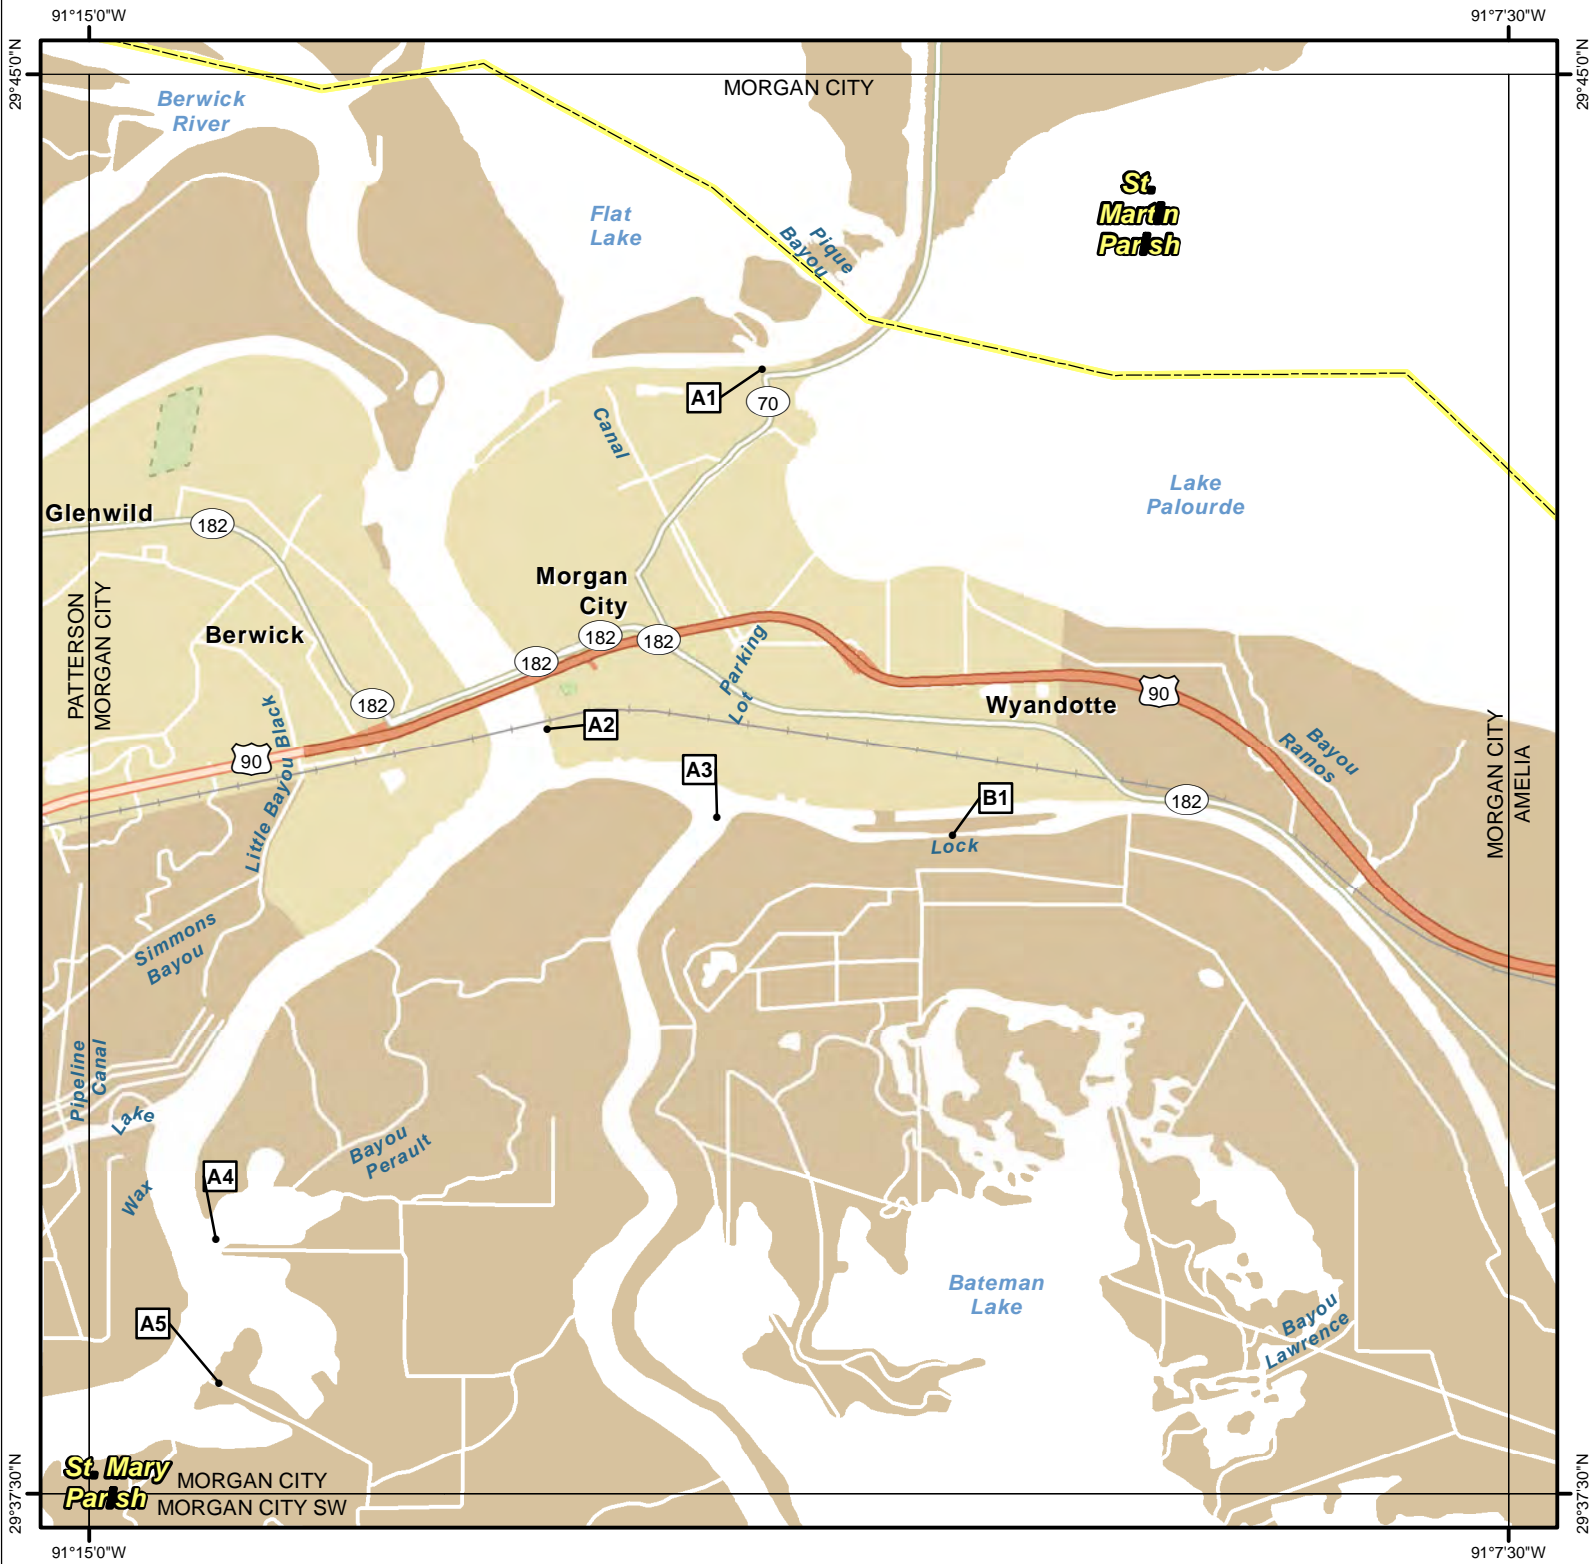 91°15'0"W
91°7'30"W
29°45'0"N
29°45'0"N
MORGAN CITY
Berwick
River
St.
Martin
Parish
Flat
Lake
Pique
Bayou
A1
70
Canal
Lake
Palourde
Glenwild
182
Morgan
City
PATTERSON
MORGAN CITY
Berwick
182
182
182
Parking
Lot
182
90
Wyandotte
90
Little Bayou Black
A2
Bayou
Ramos
MORGAN CITY
AMELIA
A3
B1
182
Lock
Simmons
Bayou
Pipeline
Canal
Lake
Wax
Bayou
Perault
A4
Bateman
Lake
A5
Bayou
Lawrence
St. Mary
Parish
MORGAN CITY
MORGAN CITY SW
29°37'30"N
29°37'30"N
91°15'0"W
91°7'30"W